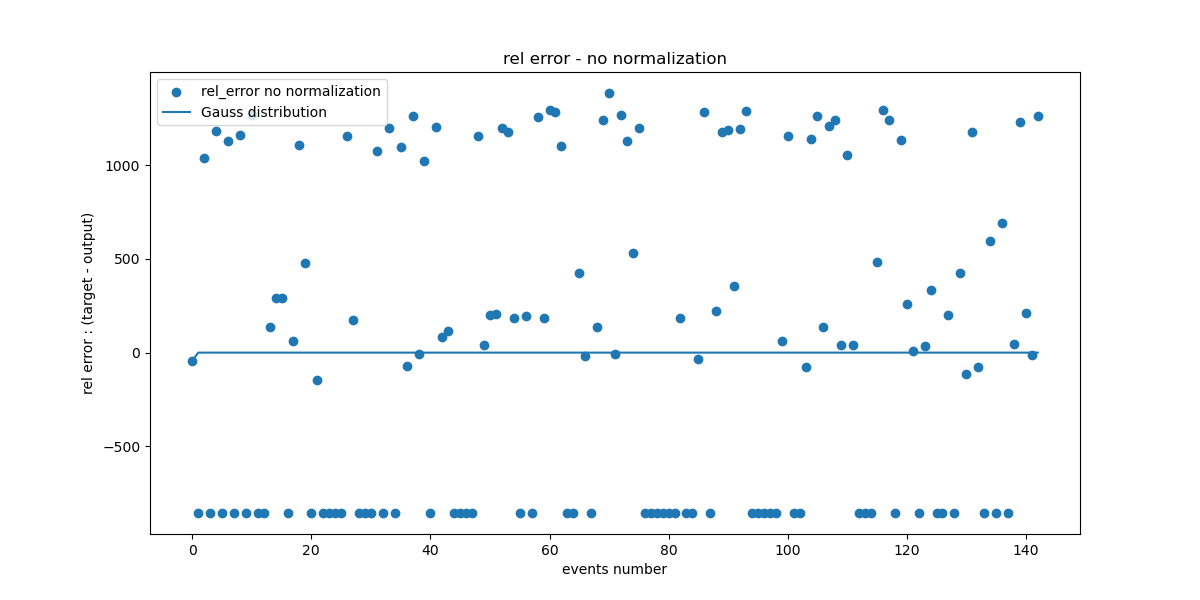 rel error - no normalization
rel_error no normalization
Gauss distribution
rel error : (target - output)
1000
500
0
−500
0 20 40 60 80 100 120 140
events number